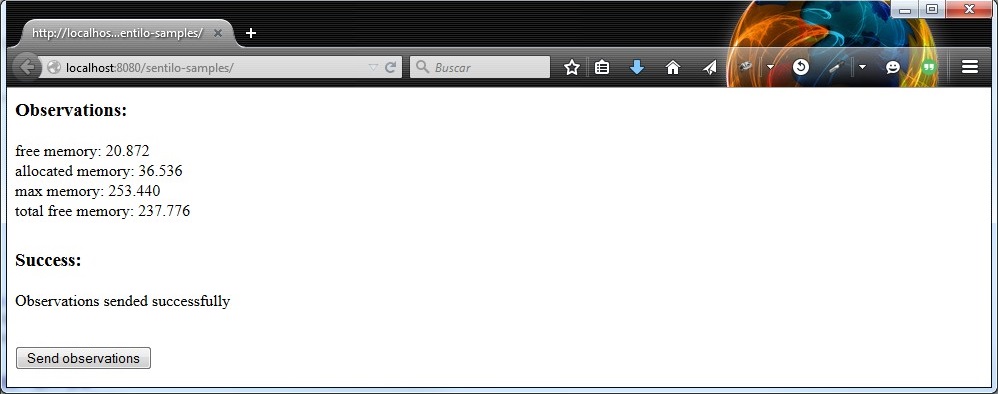 http://localhos...entilo-samples/
localhost:8080/sentilo-samples/
Buscar
Observations:
free memory: 20.872
allocated memory: 36.536
max memory: 253.440
total free memory: 237.776
Success:
Observations sended successfully
Send observations